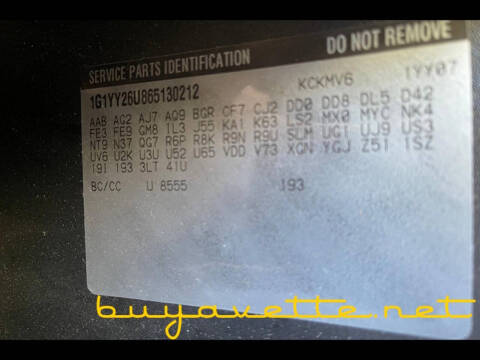 SERVICE PARTS IDENTIFICATION DO NOT REMOVE
1G1YY26U865130212 KCKMV6 1YY07
AAB AG2 AJ7 AQ9 BGR CF7 CJ2 DD0 DD8 DL5 D42
FE3 FE9 GM8 IL3 J55 KA1 K63 LS2 MX0 MYC NK4
NT9 N37 QG7 R6P R8K R9N R9U SLM UG1 UJ9 US3
UV6 U2K U3U U52 U65 VDD V73 XGN YGJ Z51 1SZ
19I 193 3LT 41U
BC/CC U 8555 193
buyavette.net